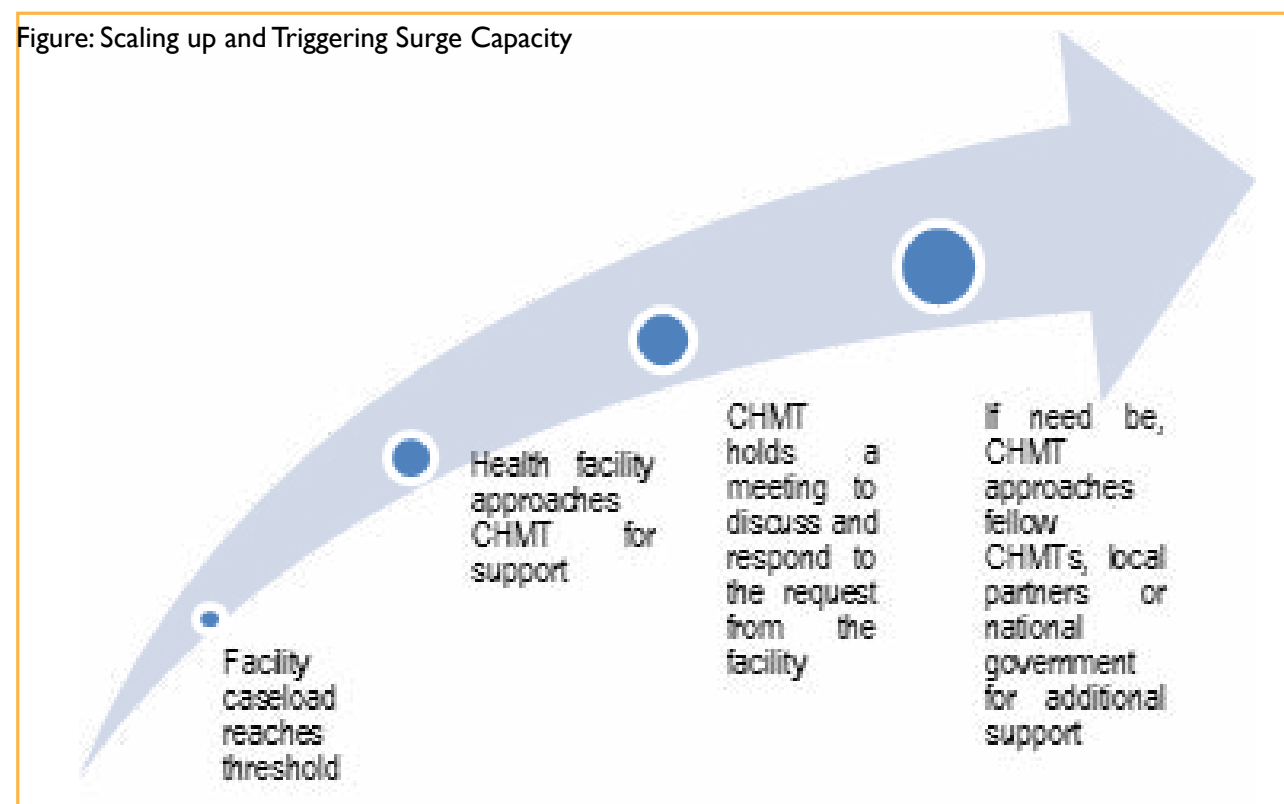 Figure: Scaling up and Triggering Surge Capacity
Facility
caseload
reaches
threshold
Health facility
approaches
CHMT for
support
CHMT
holds a
meeting to
discuss and
respond to
the request
from the
facility
If need be,
CHMT
approaches
fellow
CHMTs, local
partners or
national
government
for additional
support